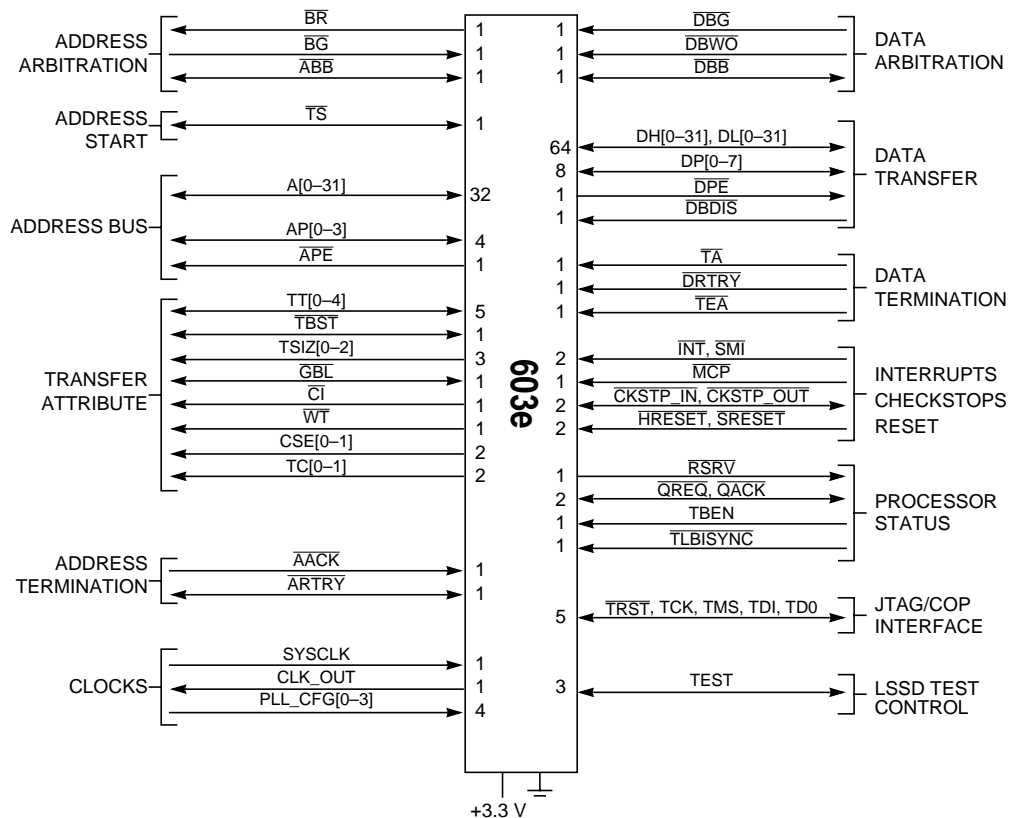 ADDRESS
ARBITRATION
BR
1
BG
1
ABB
1
ADDRESS
START
TS
1
ADDRESS BUS
A[0–31]
32
AP[0–3]
4
APE
1
TRANSFER
ATTRIBUTE
TT[0–4]
5
TBST
1
TSIZ[0–2]
3
GBL
1
CI
1
WT
1
CSE[0–1]
2
TC[0–1]
2
ADDRESS
TERMINATION
AACK
1
ARTRY
1
CLOCKS
SYSCLK
1
CLK_OUT
1
PLL_CFG[0–3]
4
603e
+3.3 V
1
DBG
1
DBWO
1
DBB
DATA
ARBITRATION
64
DH[0–31], DL[0–31]
8
DP[0–7]
1
DPE
1
DBDIS
DATA
TRANSFER
1
TA
1
DRTRY
1
TEA
DATA
TERMINATION
2
INT, SMI
1
MCP
2
CKSTP_IN, CKSTP_OUT
2
HRESET, SRESET
INTERRUPTS
CHECKSTOPS
RESET
1
RSRV
2
QREQ, QACK
1
TBEN
1
TLBISYNC
PROCESSOR
STATUS
5
TRST, TCK, TMS, TDI, TD0
JTAG/COP
INTERFACE
3
TEST
LSSD TEST
CONTROL